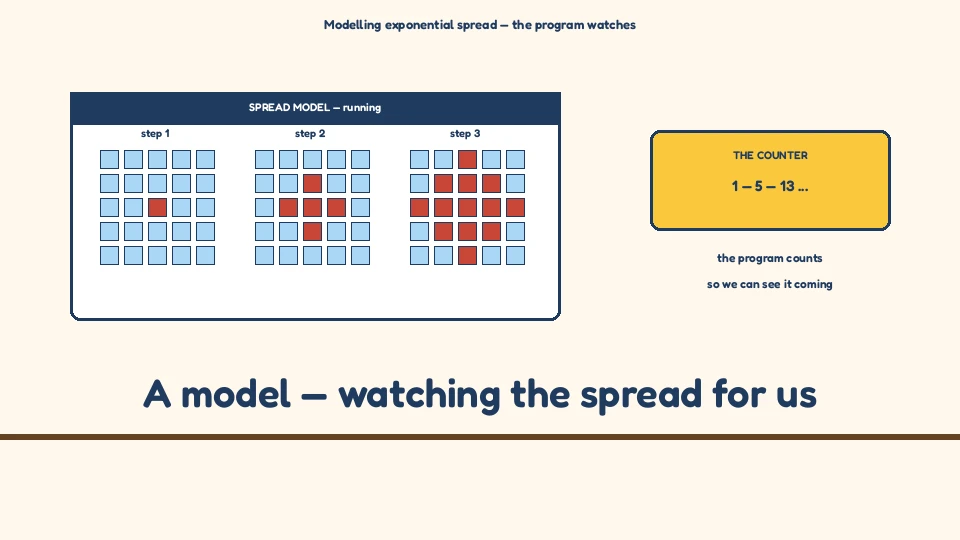 Modelling exponential spread — the program watches
SPREAD MODEL — running
step 1 step 2 step 3
THE COUNTER
1 — 5 — 13 ...
the program counts
so we can see it coming
A model — watching the spread for us